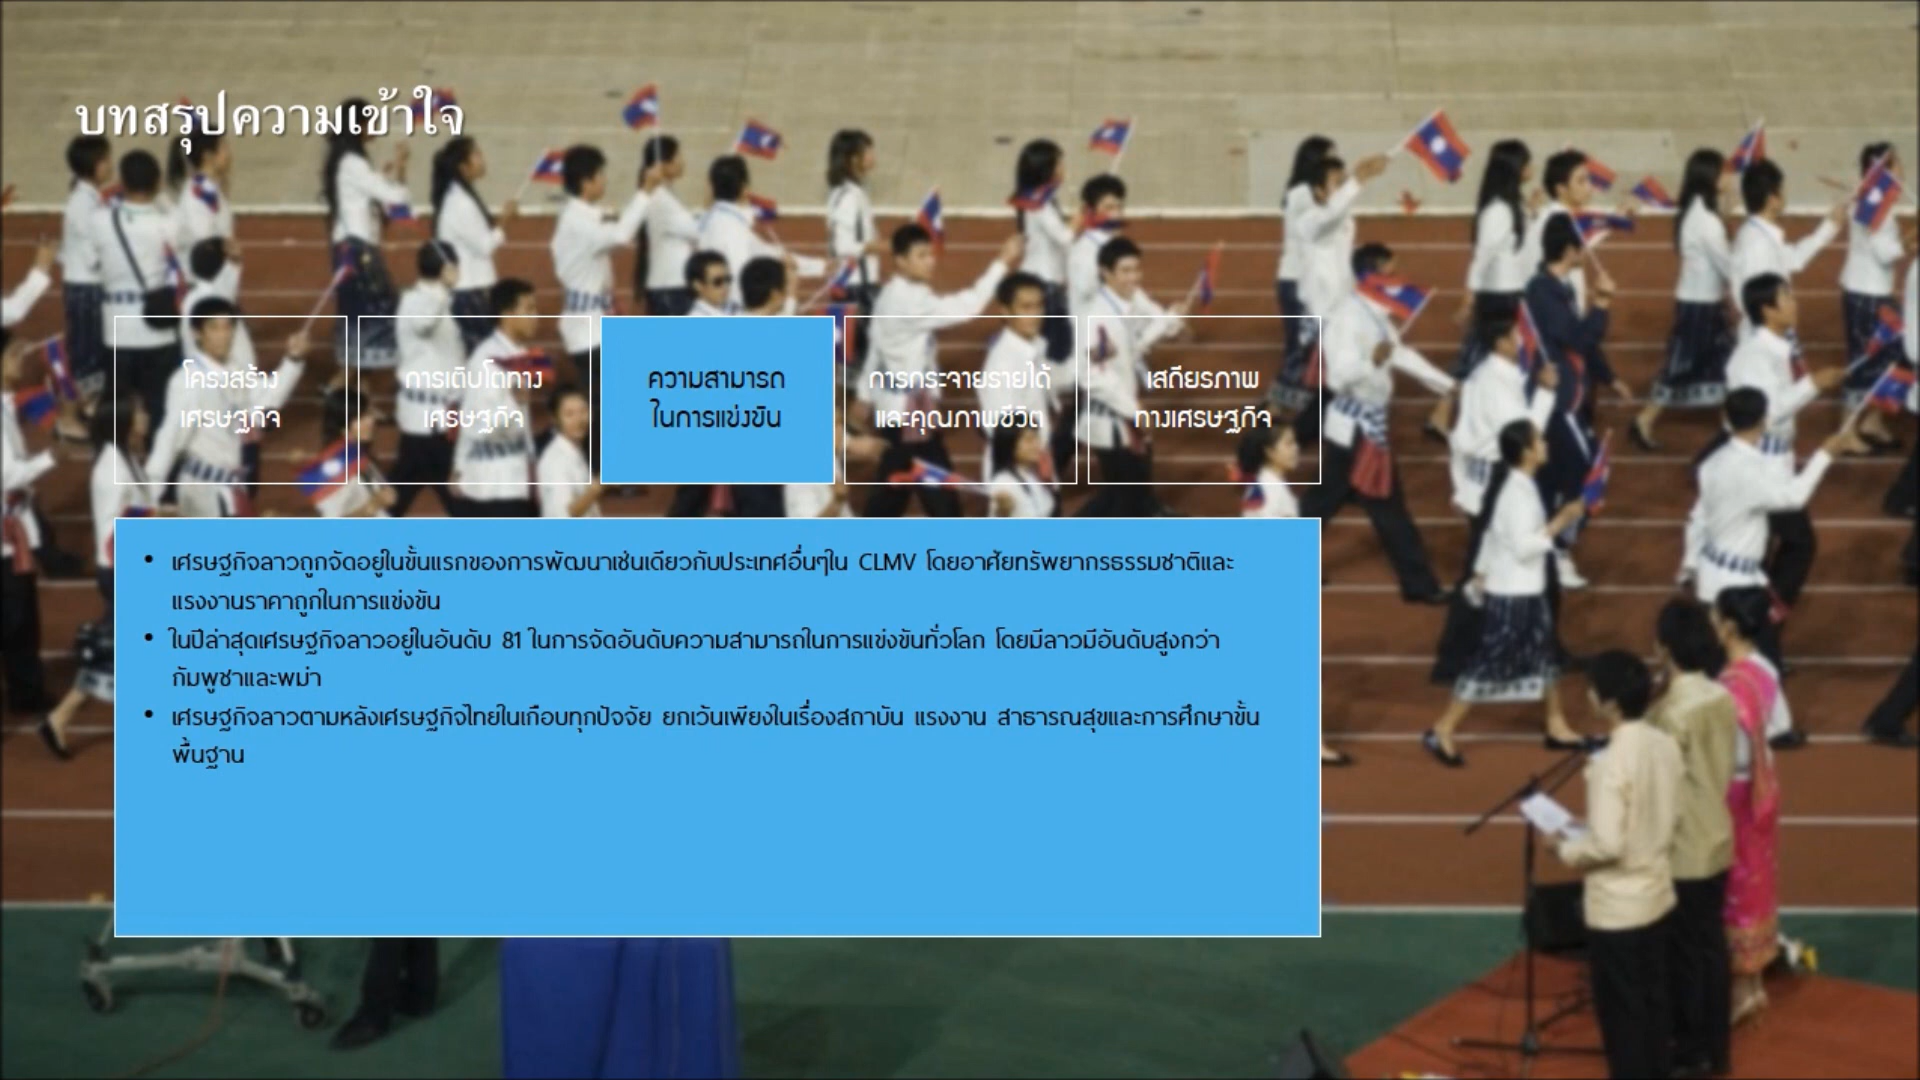 บทสรุปความเข้าใจ
โครงสร้าง
เศรษฐกิจ
การเติบโตทาง
เศรษฐกิจ
ความสามารถ
ในการแข่งขัน
การกระจายรายได้
และคุณภาพชีวิต
เสถียรภาพ
ทางเศรษฐกิจ
• เศรษฐกิจลาวถูกจัดอยู่ในขั้นแรกของการพัฒนาเช่นเดียวกับประเทศอื่นๆใน CLMV โดยอาศัยทรัพยากรธรรมชาติและ
แรงงานราคาถูกในการแข่งขัน
• ในปีล่าสุดเศรษฐกิจลาวอยู่ในอันดับ 81 ในการจัดอันดับความสามารถในการแข่งขันทั่วโลก โดยมีลาวมีอันดับสูงกว่า
กัมพูชาและพม่า
• เศรษฐกิจลาวตามหลังเศรษฐกิจไทยในเกือบทุกปัจจัย ยกเว้นเพียงในเรื่องสถาบัน แรงงาน สาธารณสุขและการศึกษาขั้น
พื้นฐาน